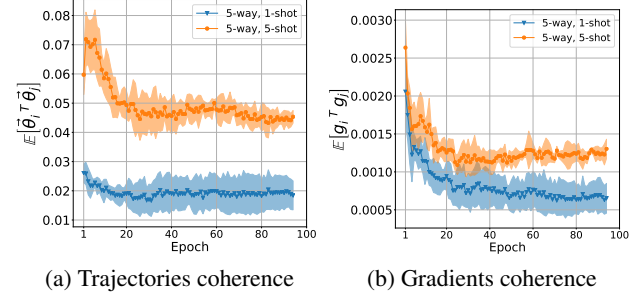 0.08
0.07
0.06
0.05
0.04
0.03
0.02
0.01
𝔼[θ̂ᵢᵀ θ̂ⱼ]
5-way, 1-shot
5-way, 5-shot
1 20 40 60 80 100
Epoch
(a) Trajectories coherence
0.0030
0.0025
0.0020
0.0015
0.0010
0.0005
𝔼[gᵢᵀ gⱼ]
5-way, 1-shot
5-way, 5-shot
1 20 40 60 80 100
Epoch
(b) Gradients coherence